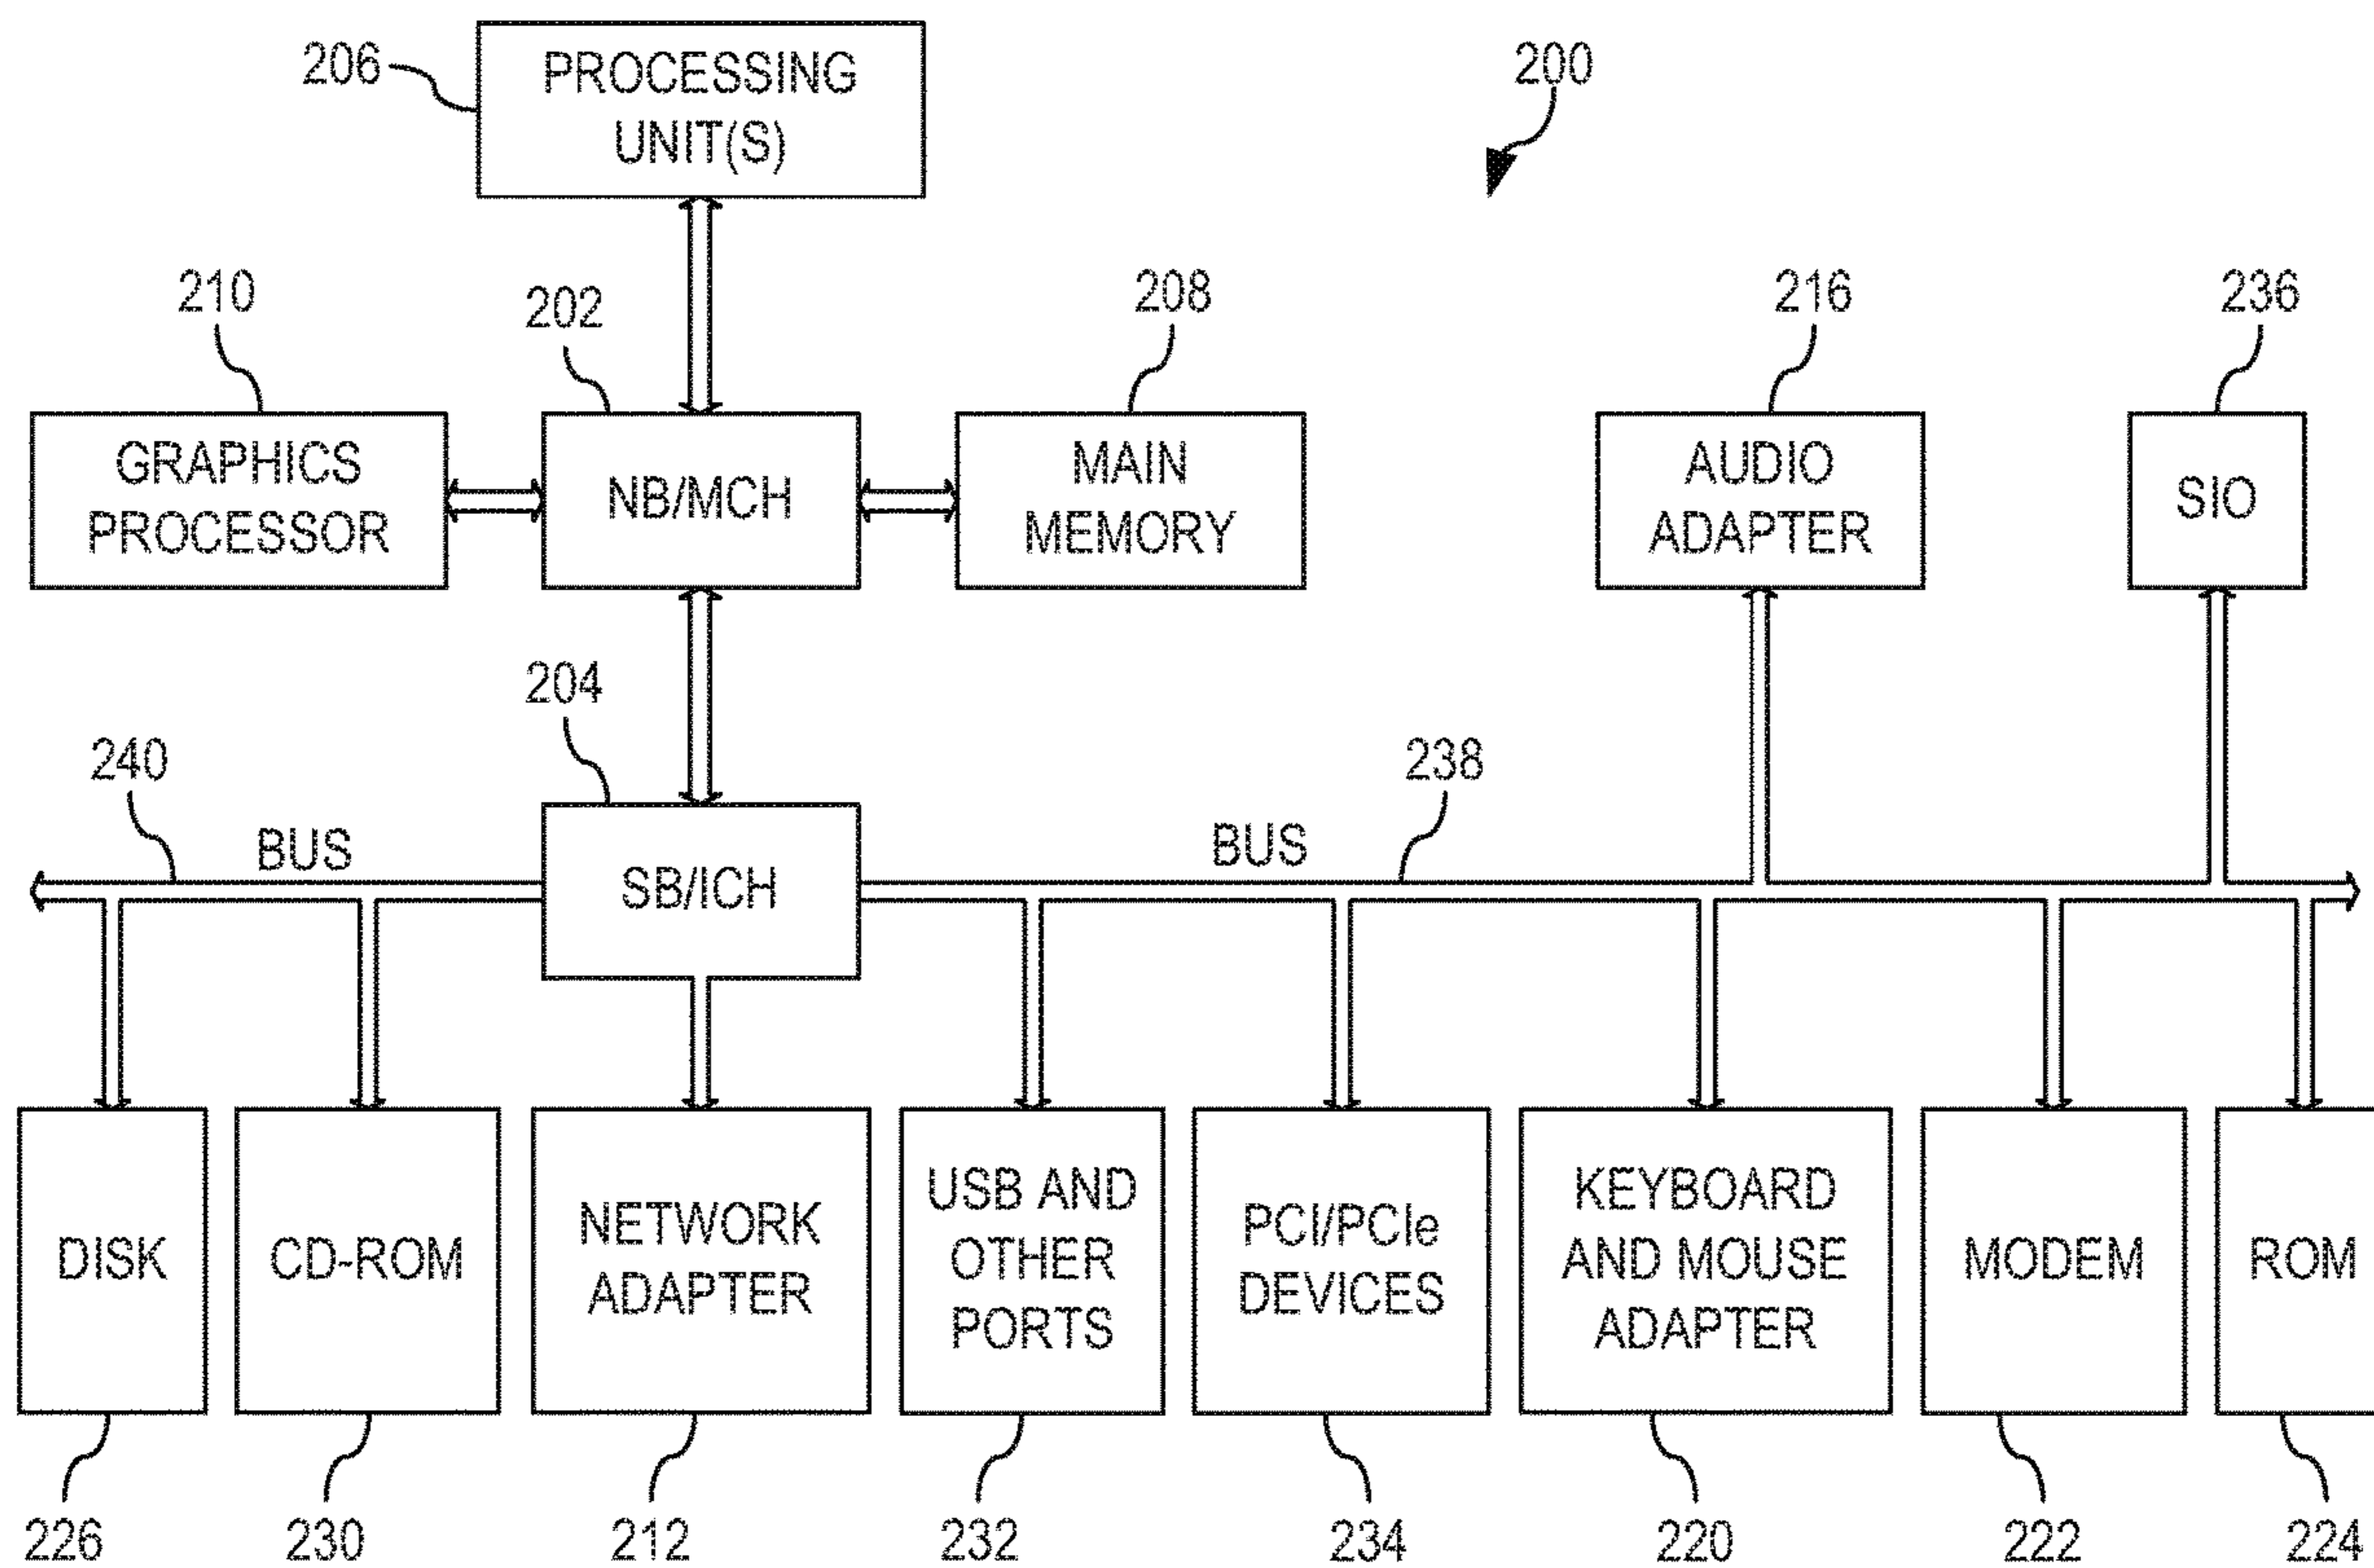 206
PROCESSING
UNIT(S)
200
210
202
208
216
236
GRAPHICS
PROCESSOR
NB/MCH
MAIN
MEMORY
AUDIO
ADAPTER
SIO
204
240
BUS
SB/ICH
BUS
238
DISK
CD-ROM
NETWORK
ADAPTER
USB AND
OTHER
PORTS
PCI/PCIe
DEVICES
KEYBOARD
AND MOUSE
ADAPTER
MODEM
ROM
226
230
212
232
234
220
222
224